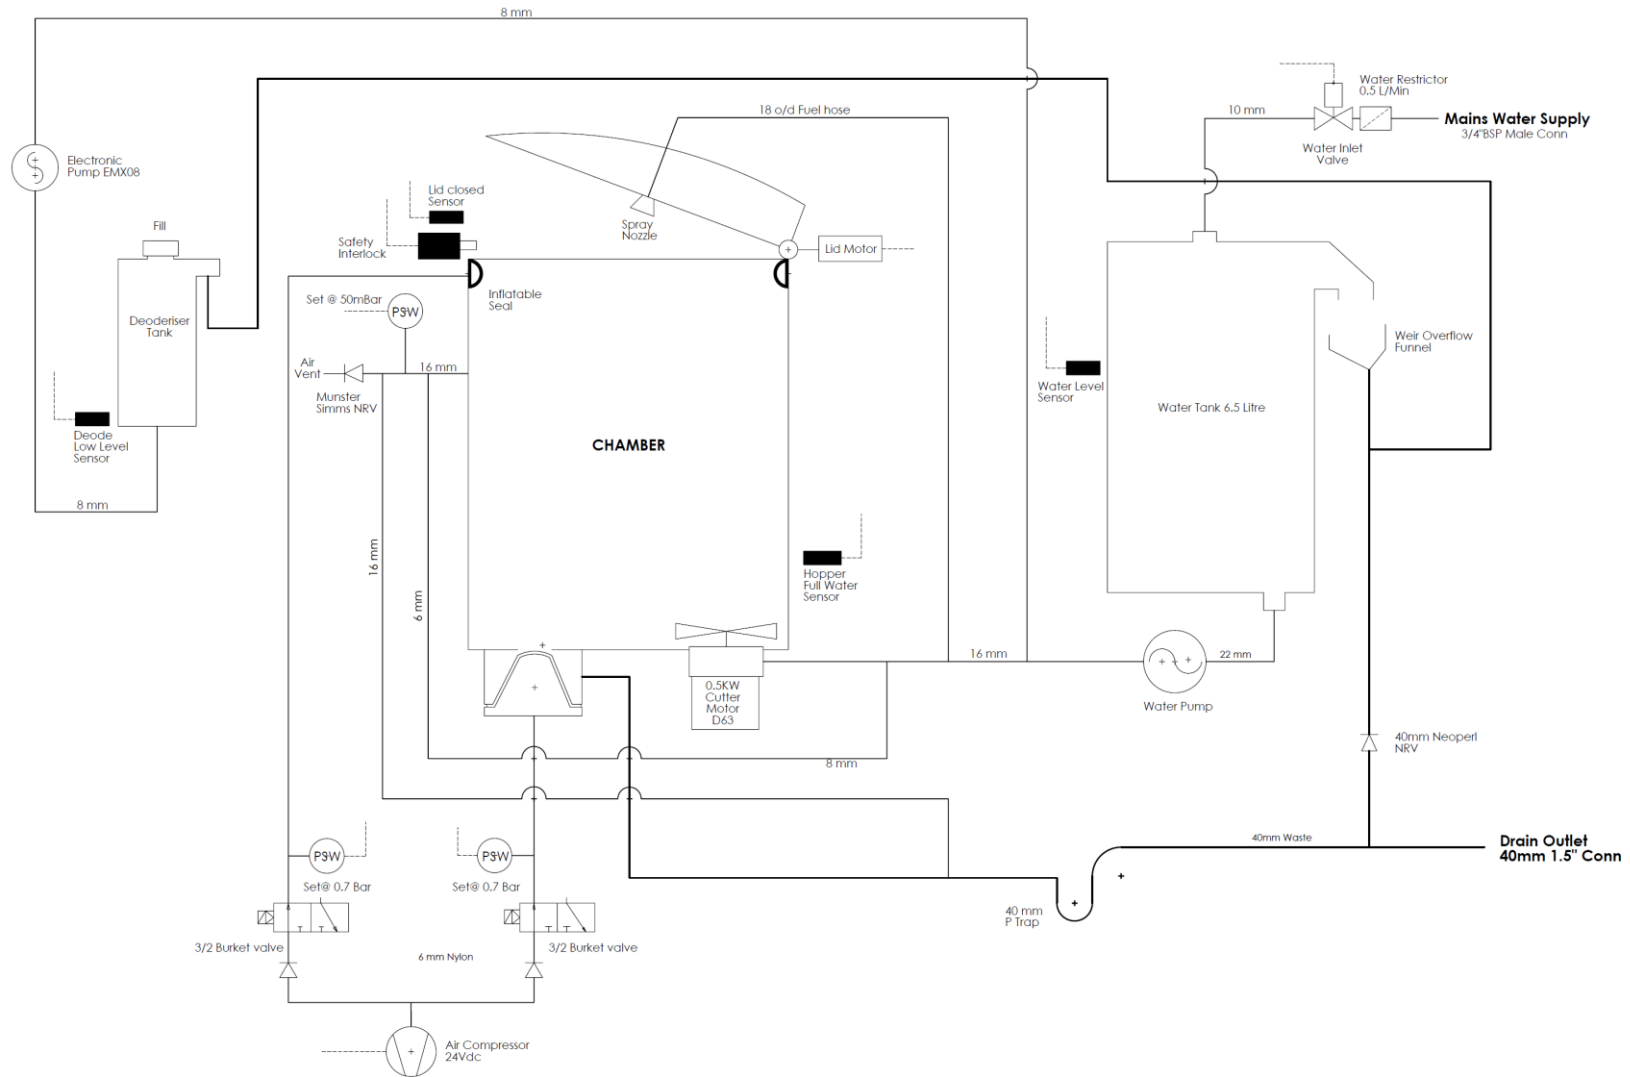 8 mm
18 o/d Fuel hose
10 mm
Water Restrictor
0.5 L/Min
Mains Water Supply
3/4"BSP Male Conn
Water Inlet
Valve
Electronic
Pump EMX08
Lid closed
Sensor
Safety
Interlock
Spray
Nozzle
Lid Motor
Fill
Deoderiser
Tank
Set @ 50mBar
PSW
Inflatable
Seal
Air
Vent
16 mm
Munster
Simms NRV
Weir Overflow
Funnel
Water Level
Sensor
Water Tank 6.5 Litre
Deode
Low Level
Sensor
CHAMBER
8 mm
16 mm
6 mm
Hopper
Full Water
Sensor
16 mm
22 mm
Water Pump
0.5KW
Cutter
Motor
D63
8 mm
40mm Neoperl
NRV
40mm Waste
Drain Outlet
40mm 1.5" Conn
PSW
Set@ 0.7 Bar
PSW
Set@ 0.7 Bar
40 mm
P Trap
3/2 Burket valve
3/2 Burket valve
6 mm Nylon
Air Compressor
24Vdc